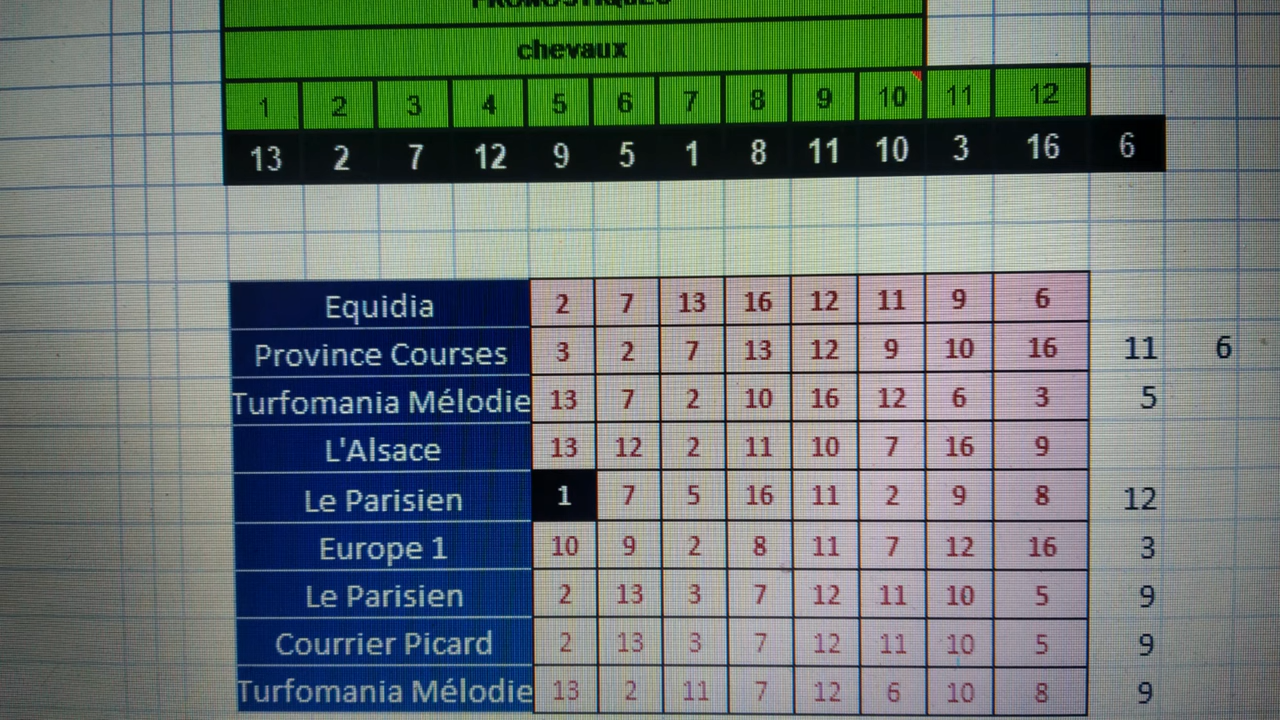 PRONOSTIQUES
chevaux
1 2 3 4 5 6 7 8 9 10 11 12
13 2 7 12 9 5 1 8 11 10 3 16 6
Equidia 2 7 13 16 12 11 9 6
Province Courses 3 2 7 13 12 9 10 16 11 6
Turfomania Mélodie 13 7 2 10 16 12 6 3 5
L'Alsace 13 12 2 11 10 7 16 9
Le Parisien 1 7 5 16 11 2 9 8 12
Europe 1 10 9 2 8 11 7 12 16 3
Le Parisien 2 13 3 7 12 11 10 5 9
Courrier Picard 2 13 3 7 12 11 10 5 9
Turfomania Mélodie 13 2 11 7 12 6 10 8 9